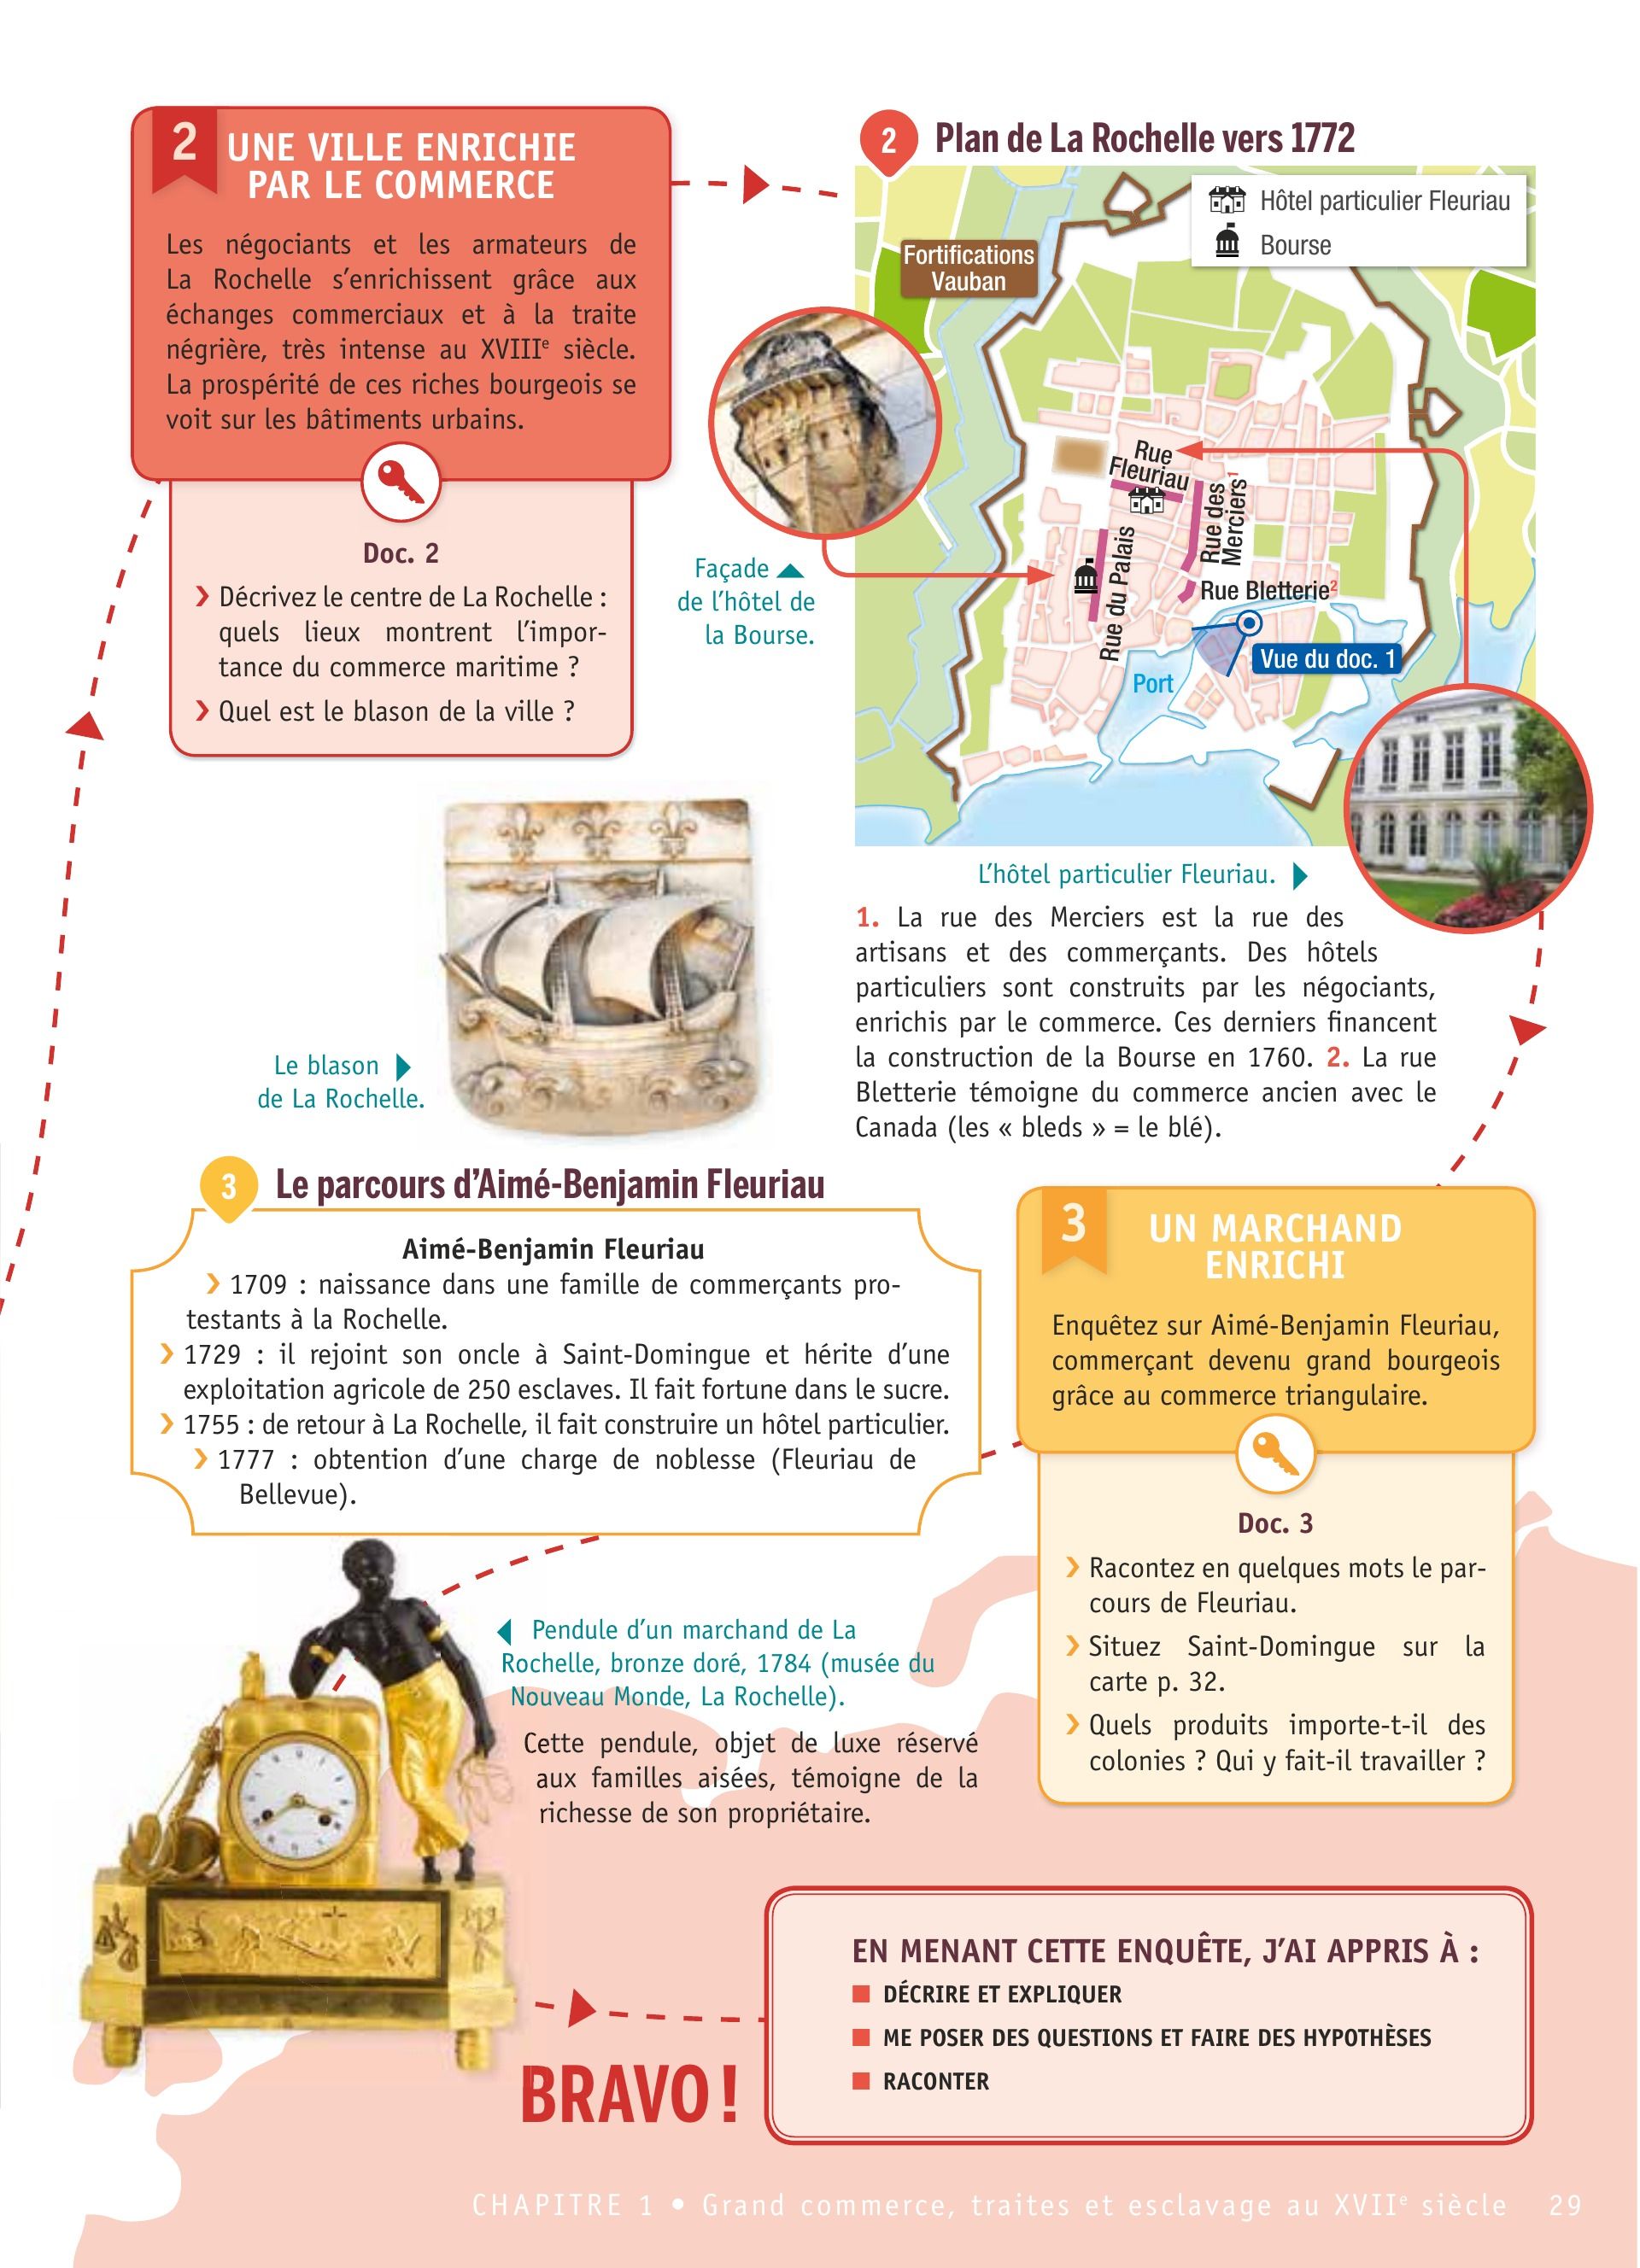 2
UNE VILLE ENRICHIE
PAR LE COMMERCE
Les négociants et les armateurs de
La Rochelle s'enrichissent grâce aux
échanges commerciaux et à la traite
négrière, très intense au XVIIIe siècle.
La prospérité de ces riches bourgeois se
voit sur les bâtiments urbains.
Doc. 2
› Décrivez le centre de La Rochelle :
quels lieux montrent l'impor-
tance du commerce maritime ?
› Quel est le blason de la ville ?
2 Plan de La Rochelle vers 1772
Hôtel particulier Fleuriau
Bourse
Fortifications
Vauban
Rue
Fleuriau
Rue des
Merciers1
Rue du Palais
Rue Bletterie2
Vue du doc. 1
Port
Façade
de l'hôtel de
la Bourse.
L'hôtel particulier Fleuriau.
1. La rue des Merciers est la rue des
artisans et des commerçants. Des hôtels
particuliers sont construits par les négociants,
enrichis par le commerce. Ces derniers financent
la construction de la Bourse en 1760. 2. La rue
Bletterie témoigne du commerce ancien avec le
Canada (les « bleds » = le blé).
Le blason
de La Rochelle.
3 Le parcours d'Aimé-Benjamin Fleuriau
Aimé-Benjamin Fleuriau
› 1709 : naissance dans une famille de commerçants pro-
testants à la Rochelle.
› 1729 : il rejoint son oncle à Saint-Domingue et hérite d'une
exploitation agricole de 250 esclaves. Il fait fortune dans le sucre.
› 1755 : de retour à La Rochelle, il fait construire un hôtel particulier.
› 1777 : obtention d'une charge de noblesse (Fleuriau de
Bellevue).
3
UN MARCHAND
ENRICHI
Enquêtez sur Aimé-Benjamin Fleuriau,
commerçant devenu grand bourgeois
grâce au commerce triangulaire.
Doc. 3
› Racontez en quelques mots le par-
cours de Fleuriau.
› Situez Saint-Domingue sur la
carte p. 32.
› Quels produits importe-t-il des
colonies ? Qui y fait-il travailler ?
Pendule d'un marchand de La
Rochelle, bronze doré, 1784 (musée du
Nouveau Monde, La Rochelle).
Cette pendule, objet de luxe réservé
aux familles aisées, témoigne de la
richesse de son propriétaire.
BRAVO !
EN MENANT CETTE ENQUÊTE, J'AI APPRIS À :
DÉCRIRE ET EXPLIQUER
ME POSER DES QUESTIONS ET FAIRE DES HYPOTHÈSES
RACONTER
CHAPITRE 1 • Grand commerce, traites et esclavage au XVIIe siècle 29